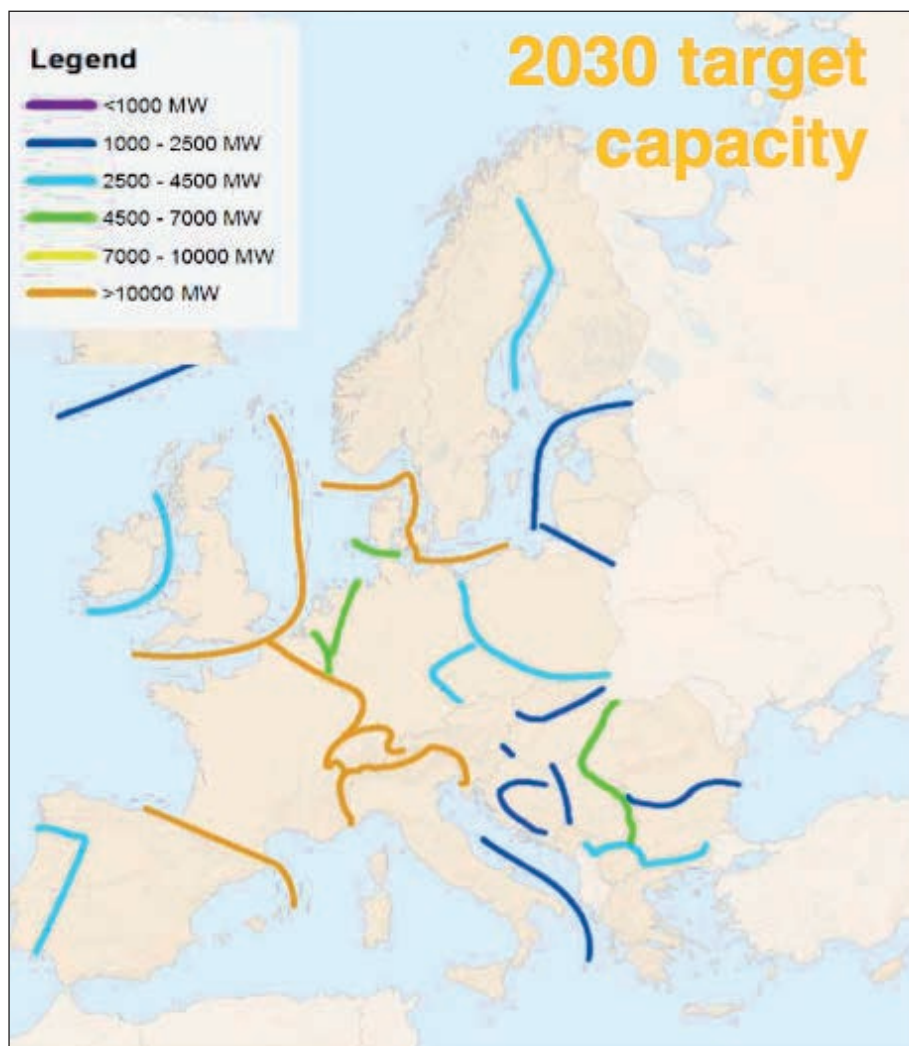 2030 target
capacity
Legend
<1000 MW
1000 - 2500 MW
2500 - 4500 MW
4500 - 7000 MW
7000 - 10000 MW
>10000 MW